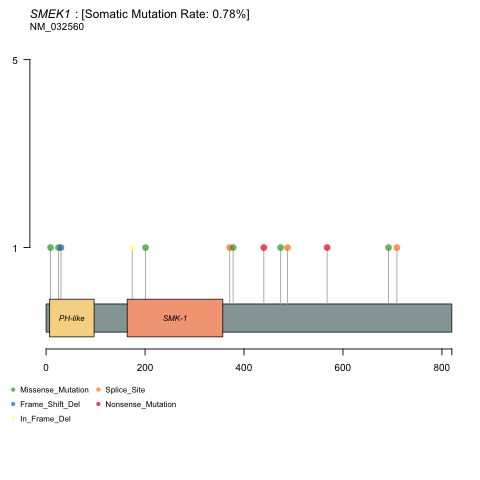 SMEK1 : [Somatic Mutation Rate: 0.78%]
NM_032560
5
1
PH-like
SMK-1
0 200 400 600 800
Missense_Mutation Splice_Site
Frame_Shift_Del Nonsense_Mutation
In_Frame_Del